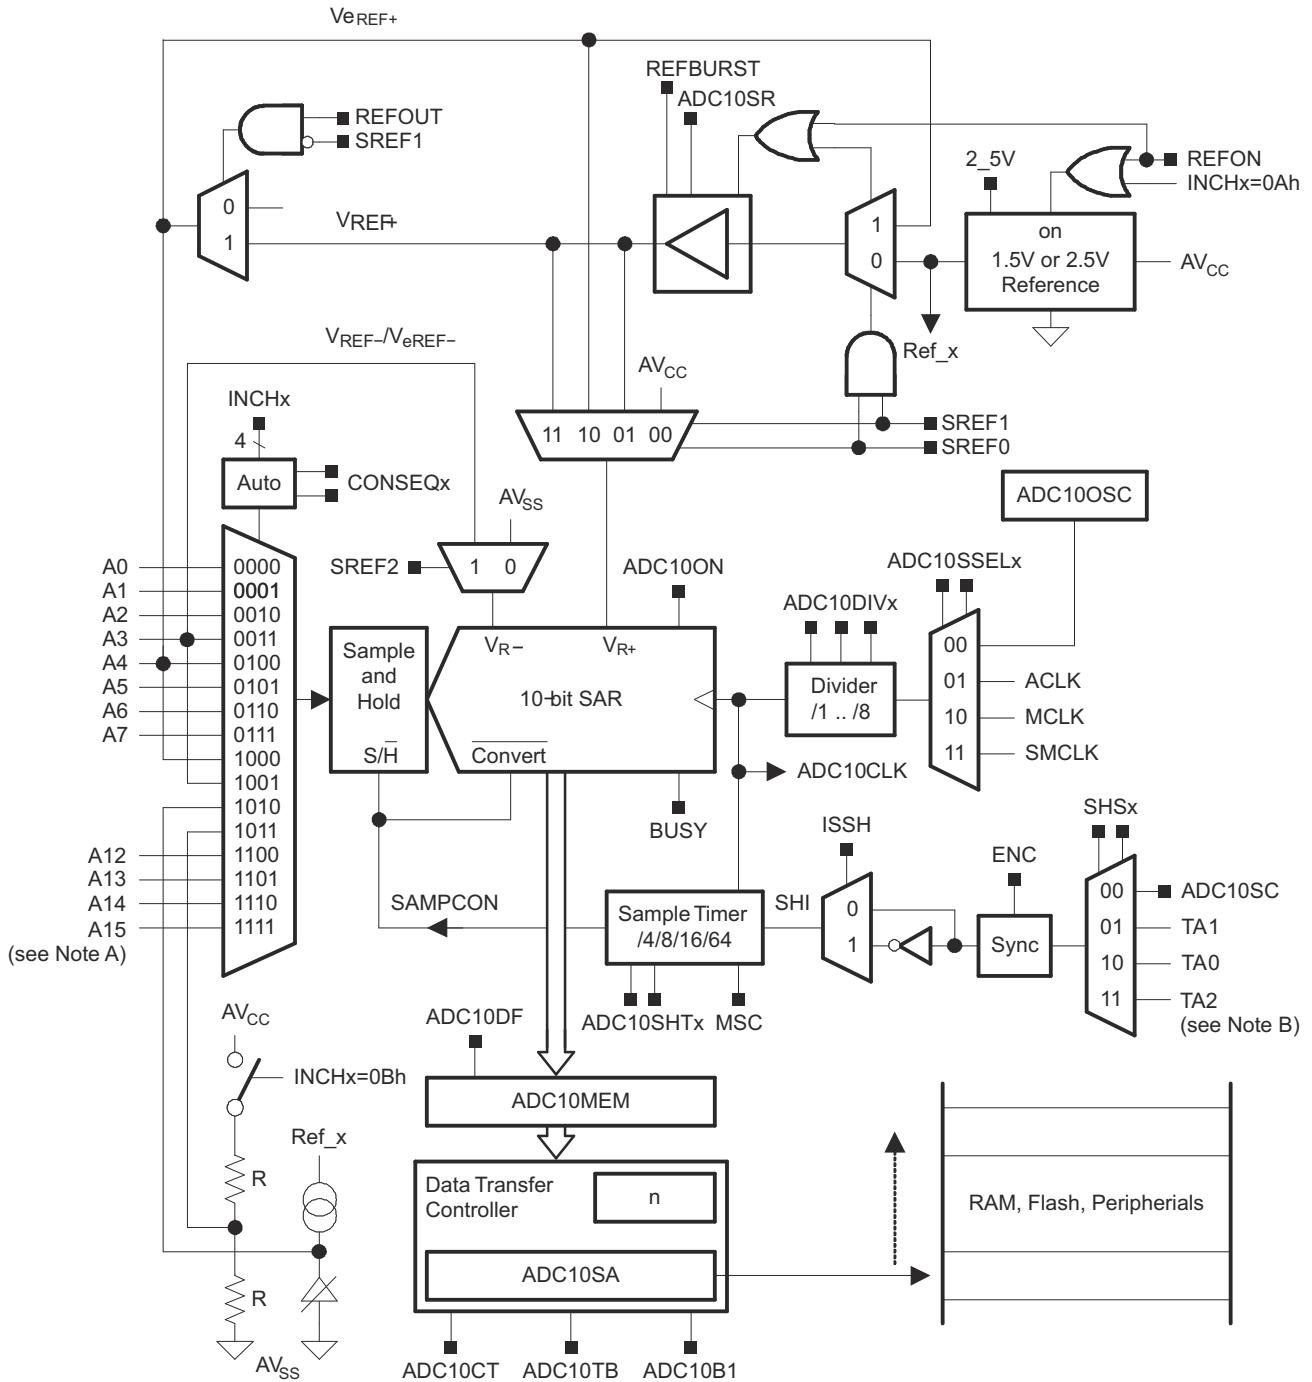 VeREF+
REFBURST
ADC10SR
REFOUT
SREF1
2_5V
REFON
INCHx=0Ah
0
1
VREF+
1
0
on
1.5V or 2.5V
Reference
AVCC
VREF−/VeREF−
AVCC
Ref_x
INCHx
4
11 10 01 00
SREF1
SREF0
Auto
CONSEQx
AVSS
ADC10OSC
SREF2
1 0
ADC10ON
ADC10SSELx
ADC10DIVx
A0
A1
A2
A3
A4
A5
A6
A7
A12
A13
A14
A15
(see Note A)
0000
0001
0010
0011
0100
0101
0110
0111
1000
1001
1010
1011
1100
1101
1110
1111
Sample
and
Hold
S/H
VR−
VR+
10−bit SAR
Convert
Divider
/1 .. /8
00
01
10
11
ACLK
MCLK
SMCLK
ADC10CLK
BUSY
ISSH
ENC
SHSx
SAMPCON
Sample Timer
/4/8/16/64
SHI
0
1
Sync
00
01
10
11
ADC10SC
TA1
TA0
TA2
(see Note B)
ADC10DF
ADC10SHTx
MSC
AVCC
INCHx=0Bh
ADC10MEM
Ref_x
R
R
AVSS
Data Transfer
Controller
n
ADC10SA
RAM, Flash, Peripherials
ADC10CT
ADC10TB
ADC10B1